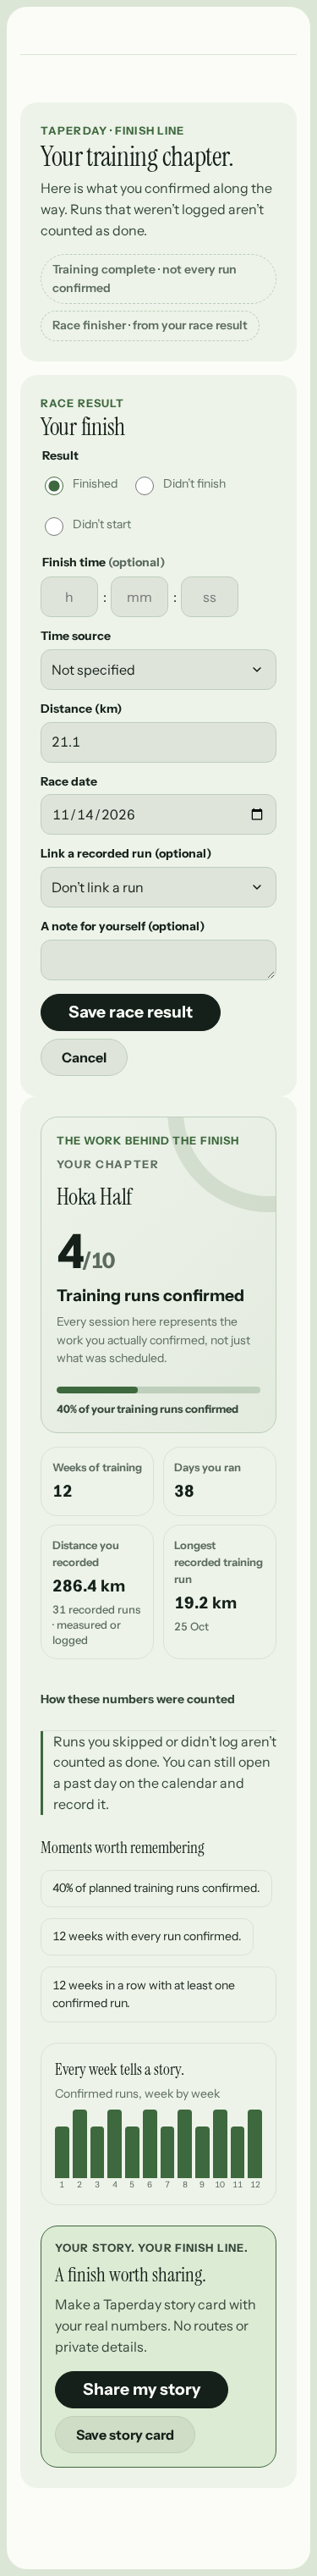 TAPERDAY · FINISH LINE
Your training chapter.
Here is what you confirmed along the
way. Runs that weren't logged aren't
counted as done.
Training complete · not every run
confirmed
Race finisher · from your race result
RACE RESULT
Your finish
Result
Finished
Didn't finish
Didn't start
Finish time (optional)
h : mm : ss
Time source
Not specified
Distance (km)
21.1
Race date
11/14/2026
Link a recorded run (optional)
Don't link a run
A note for yourself (optional)
Save race result
Cancel
THE WORK BEHIND THE FINISH
YOUR CHAPTER
Hoka Half
4/10
Training runs confirmed
Every session here represents the
work you actually confirmed, not just
what was scheduled.
40% of your training runs confirmed
Weeks of training
12
Days you ran
38
Distance you
recorded
286.4 km
31 recorded runs
· measured or
logged
Longest
recorded training
run
19.2 km
25 Oct
How these numbers were counted
Runs you skipped or didn't log aren't
counted as done. You can still open
a past day on the calendar and
record it.
Moments worth remembering
40% of planned training runs confirmed.
12 weeks with every run confirmed.
12 weeks in a row with at least one
confirmed run.
Every week tells a story.
Confirmed runs, week by week
1 2 3 4 5 6 7 8 9 10 11 12
YOUR STORY. YOUR FINISH LINE.
A finish worth sharing.
Make a Taperday story card with
your real numbers. No routes or
private details.
Share my story
Save story card